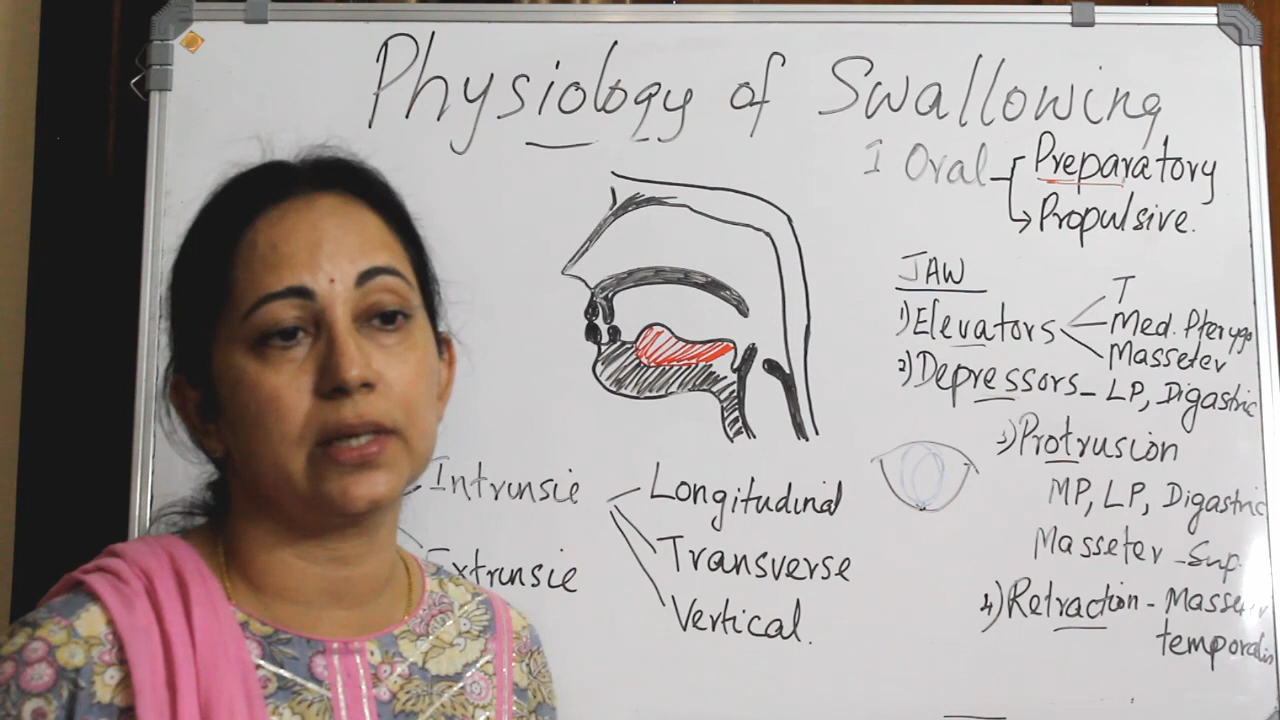 Physiology of Swallowing
I Oral Preparatory
Propulsive.
JAW
1) Elevators T
Med. Pterygo
Masseter
2) Depressors - LP, Digastric
3) Protrusion
MP, LP, Digastric
Masseter - Sup.
4) Retraction - Masseter
temporalis
Intrinsic Longitudinal
Transverse
Extrinsic
Vertical.